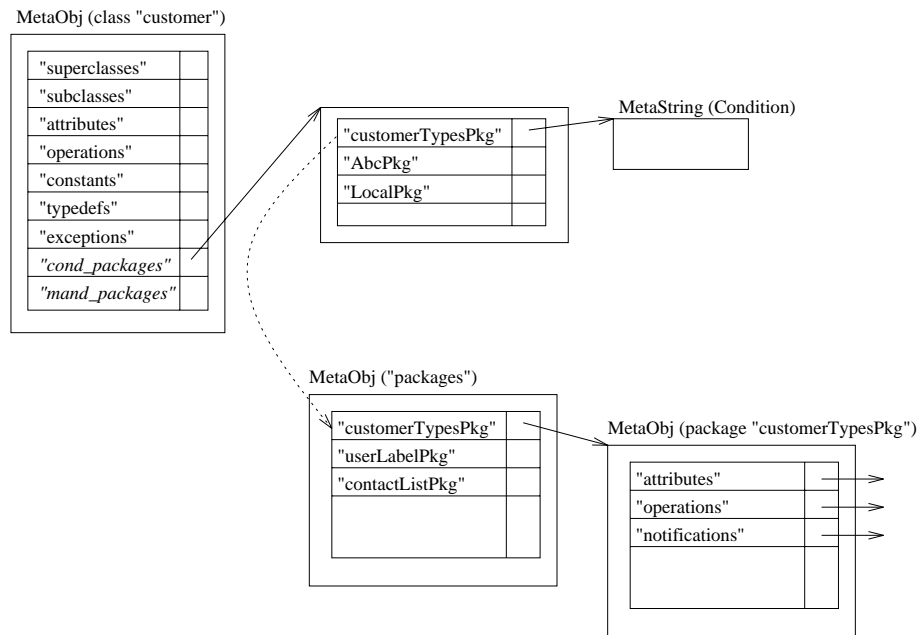 MetaObj (class "customer")
"superclasses"
"subclasses"
"attributes"
"operations"
"constants"
"typedefs"
"exceptions"
"cond_packages"
"mand_packages"
"customerTypesPkg"
"AbcPkg"
"LocalPkg"
MetaString (Condition)
MetaObj ("packages")
"customerTypesPkg"
"userLabelPkg"
"contactListPkg"
MetaObj (package "customerTypesPkg")
"attributes"
"operations"
"notifications"